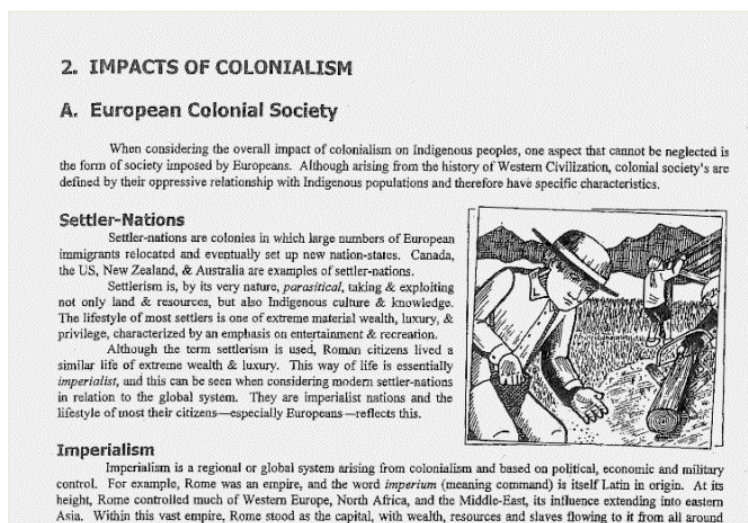 2. IMPACTS OF COLONIALISM
A. European Colonial Society
When considering the overall impact of colonialism on Indigenous peoples, one aspect that cannot be neglected is
the form of society imposed by Europeans. Although arising from the history of Western Civilization, colonial society's are
defined by their oppressive relationship with Indigenous populations and therefore have specific characteristics.
Settler-Nations
Settler-nations are colonies in which large numbers of European
immigrants relocated and eventually set up new nation-states. Canada,
the US, New Zealand, & Australia are examples of settler-nations.
Settlerism is, by its very nature, parasitical, taking & exploiting
not only land & resources, but also Indigenous culture & knowledge.
The lifestyle of most settlers is one of extreme material wealth, luxury, &
privilege, characterized by an emphasis on entertainment & recreation.
Although the term settlerism is used, Roman citizens lived a
similar life of extreme wealth & luxury. This way of life is essentially
imperialist, and this can be seen when considering modern settler-nations
in relation to the global system. They are imperialist nations and the
lifestyle of most their citizens—especially Europeans—reflects this.
Imperialism
Imperialism is a regional or global system arising from colonialism and based on political, economic and military
control. For example, Rome was an empire, and the word imperium (meaning command) is itself Latin in origin. At its
height, Rome controlled much of Western Europe, North Africa, and the Middle-East, its influence extending into eastern
Asia. Within this vast empire, Rome stood as the capital, with wealth, resources and slaves flowing to it from all around